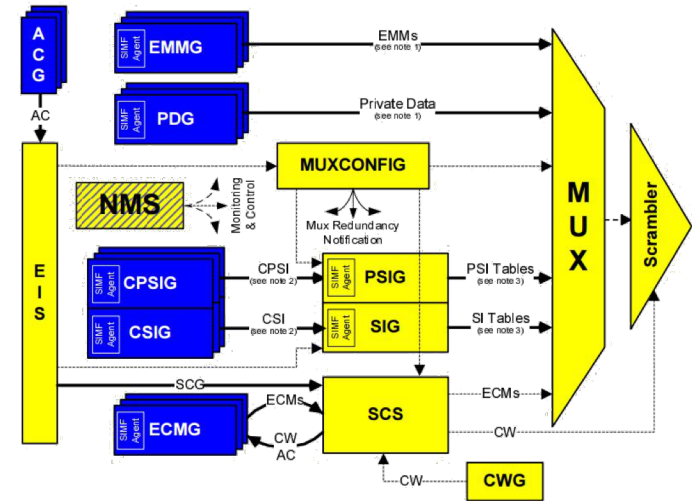 A
C
G
SIMF
Agent
EMMG
EMMs
(see note 1)
SIMF
Agent
PDG
Private Data
(see note 1)
AC
MUXCONFIG
NMS
Monitoring
& Control
Mux Redundancy
Notification
M
U
X
Scrambler
E
I
S
SIMF
Agent
CPSIG
CPSI
(see note 2)
SIMF
Agent
PSIG
PSI Tables
(see note 3)
SIMF
Agent
CSIG
CSI
(see note 2)
SIMF
Agent
SIG
SI Tables
(see note 3)
SCG
SIMF
Agent
ECMG
ECMs
CW
AC
SCS
ECMs
CW
CW
CWG